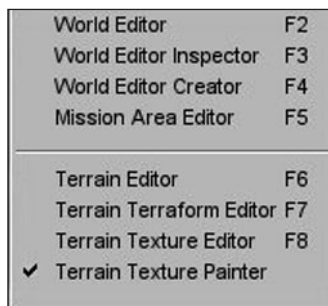 World Editor F2
World Editor Inspector F3
World Editor Creator F4
Mission Area Editor F5
Terrain Editor F6
Terrain Terraform Editor F7
Terrain Texture Editor F8
✔ Terrain Texture Painter